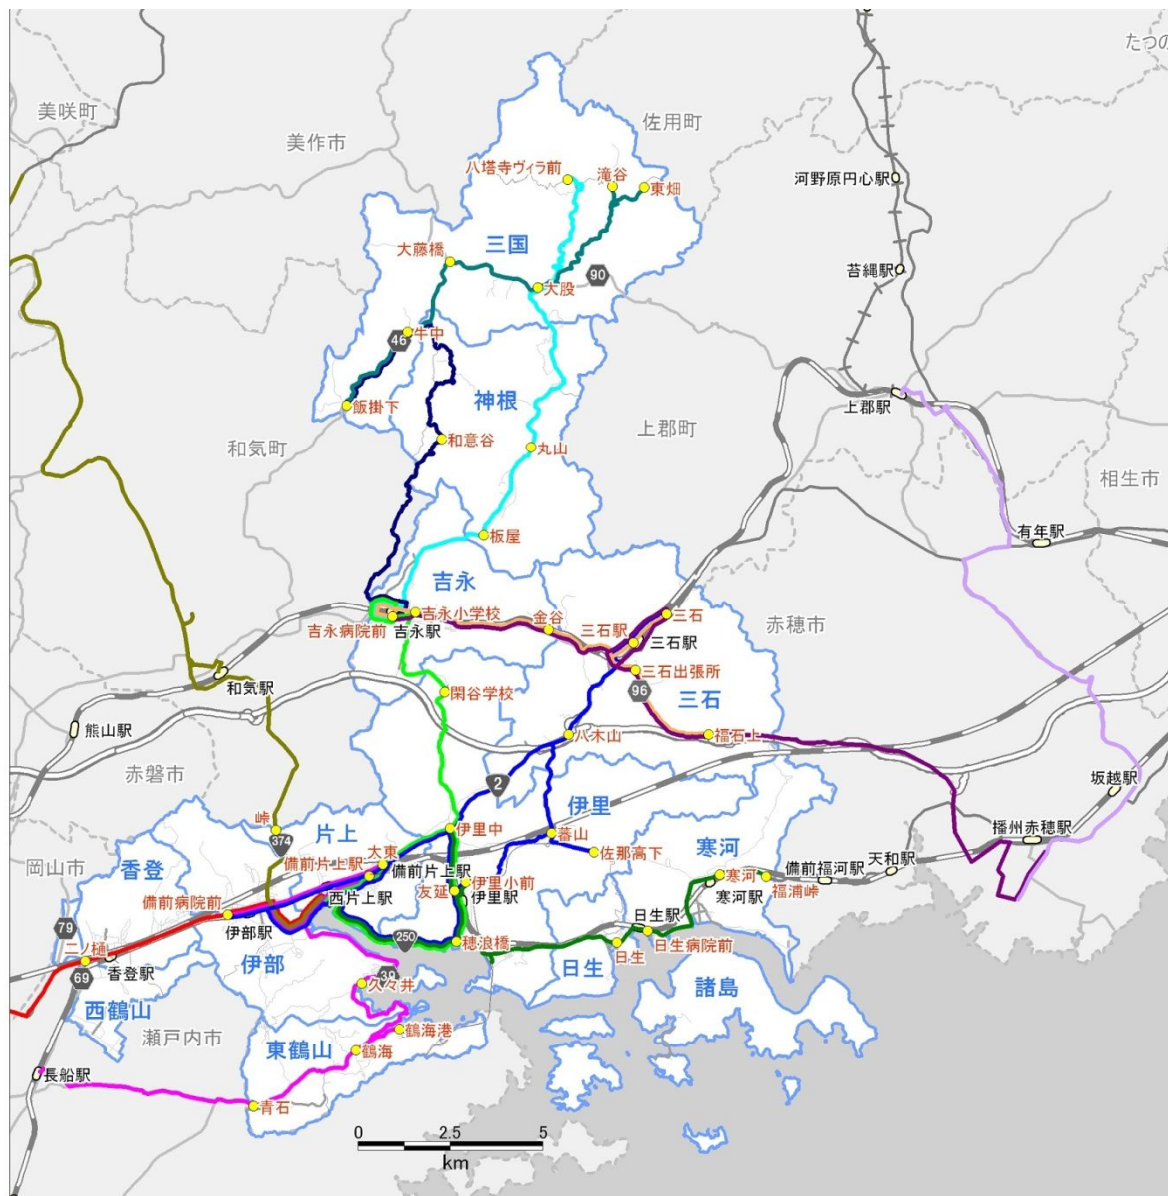 たつの
美咲町
佐用町
美作市
八塔寺ヴィラ前
滝谷
東畑
河野原円心駅
三国
大藤橋
苔縄駅
90
大股
牛中
46
飯掛下
神根
上郡駅
上郡町
和気町
和意谷
丸山
相生市
有年駅
板屋
吉永
吉永小学校
金谷
三石
吉永病院前
吉永駅
三石駅
三石駅
赤穂市
三石出張所
和気駅
閑谷学校
96
三石
熊山駅
八木山
福石上
赤磐市
2
坂越駅
伊里
峠
片上
伊里中
蕃山
播州赤穂駅
374
岡山市
大東
佐那高下
寒河
天和駅
香登
備前片上駅
備前片上駅
備前福河駅
伊里小前
寒河
福浦峠
友延
伊里駅
寒河駅
備前病院前
西片上駅
79
伊部駅
日生駅
二ノ樋
250
穂浪橋
日生
日生病院前
香登駅
69
伊部
日生
39
久々井
諸島
西鶴山
瀬戸内市
鶴海港
東鶴山
鶴海
長船駅
青石
0
2.5
5
km